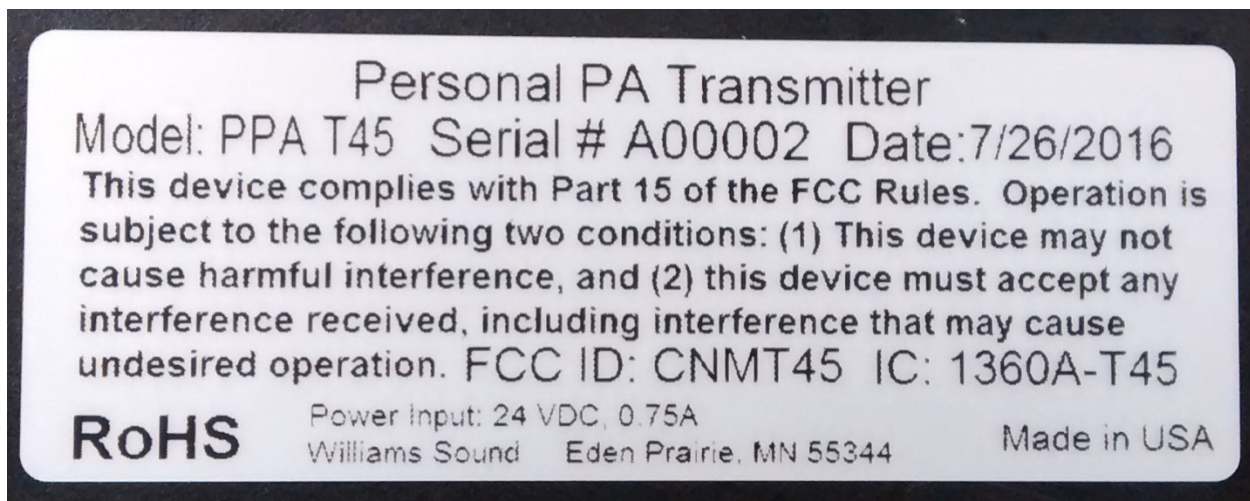 Personal PA Transmitter
Model: PPA T45 Serial # A00002 Date:7/26/2016
This device complies with Part 15 of the FCC Rules. Operation is
subject to the following two conditions: (1) This device may not
cause harmful interference, and (2) this device must accept any
interference received, including interference that may cause
undesired operation. FCC ID: CNMT45 IC: 1360A-T45
RoHS Power Input: 24 VDC, 0.75A
Williams Sound Eden Prairie, MN 55344 Made in USA